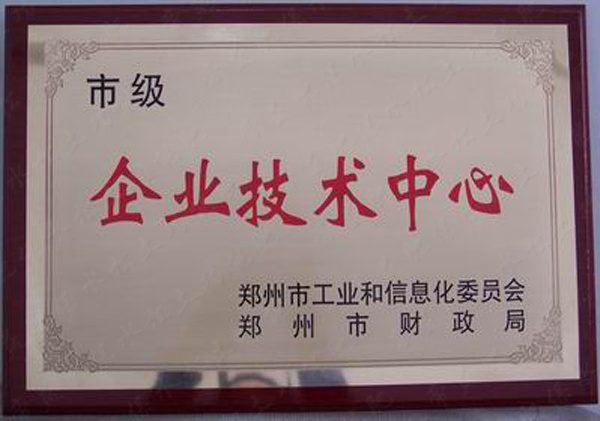 市级
企业技术中心
郑州市工业和信息化委员会
郑州市财政局